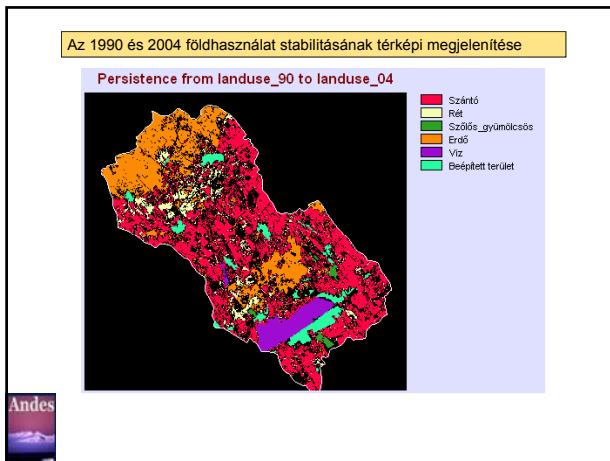 Az 1990 és 2004 földhasználat stabilitásának térképi megjelenítése
Persistence from landuse_90 to landuse_04
Szántó
Rét
Szőlős_gyümölcsös
Erdő
Víz
Beépített terület
Andes